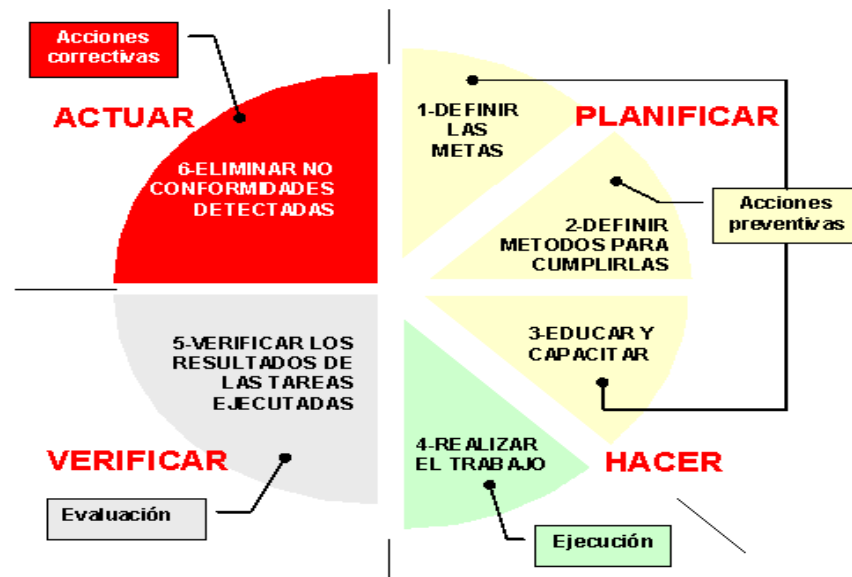 Acciones
correctivas
ACTUAR
6-ELIMINAR NO
CONFORMIDADES
DETECTADAS
1-DEFINIR
LAS
METAS
PLANIFICAR
Acciones
preventivas
2-DEFINIR
METODOS PARA
CUMPLIRLAS
3-EDUCAR Y
CAPACITAR
4-REALIZAR
EL TRABAJO
HACER
Ejecución
5-VERIFICAR LOS
RESULTADOS DE
LAS TAREAS
EJECUTADAS
VERIFICAR
Evaluación